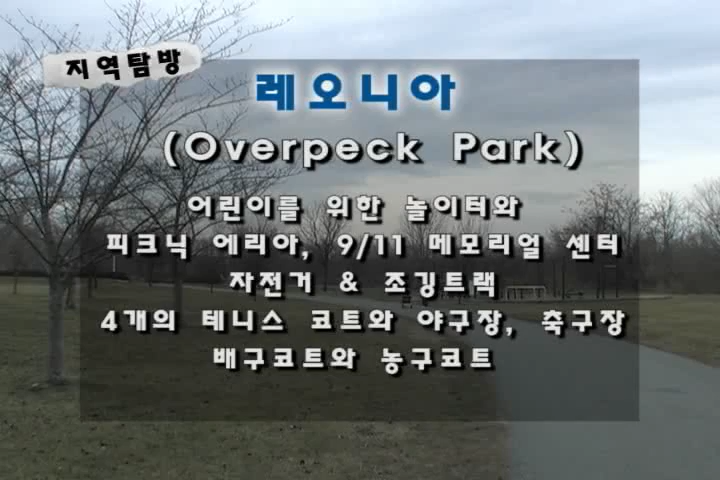 지역탐방
레오니아
(Overpeck Park)
어린이를 위한 놀이터와
피크닉 에리아, 9/11 메모리얼 센터
자전거 & 조깅트랙
4개의 테니스 코트와 야구장, 축구장
배구코트와 농구코트